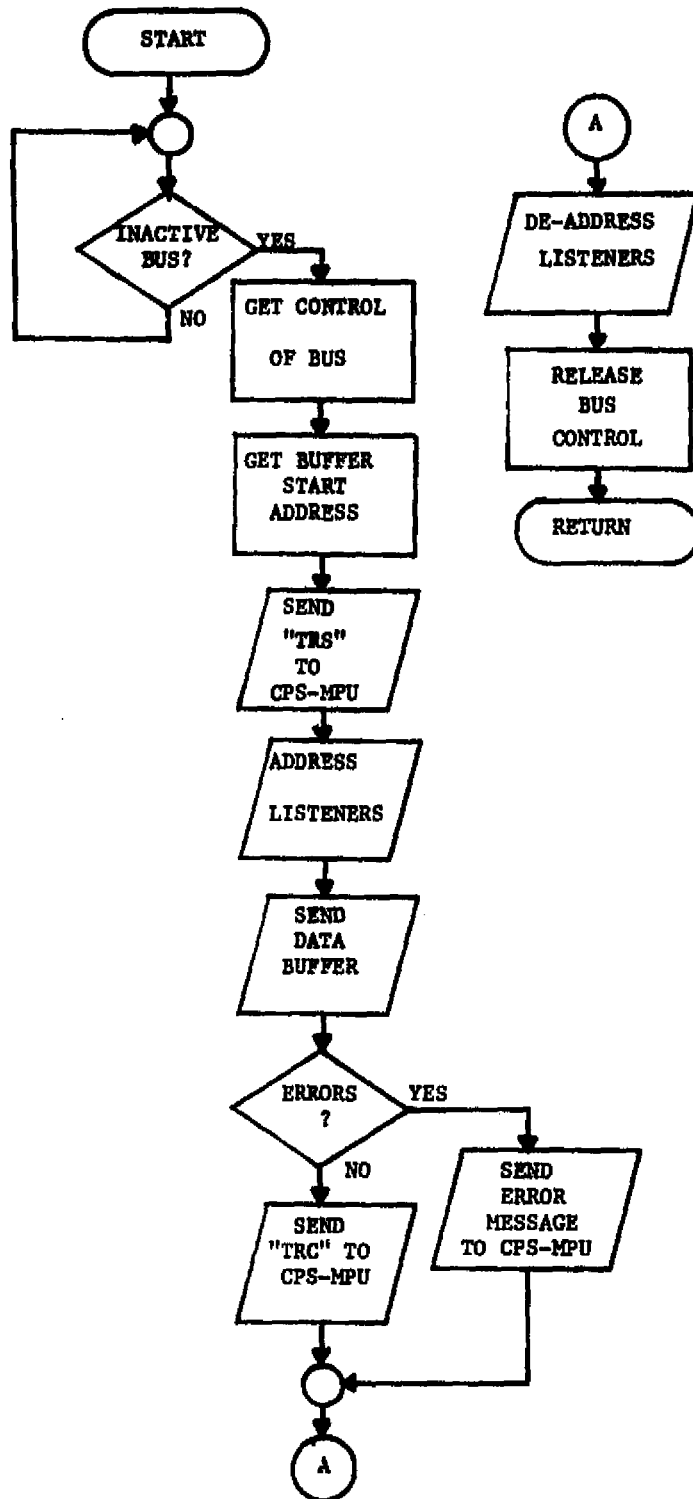 START
INACTIVE
BUS?
YES
NO
GET CONTROL
OF BUS
GET BUFFER
START
ADDRESS
SEND
"TRS"
TO
CPS-MPU
ADDRESS
LISTENERS
SEND
DATA
BUFFER
ERRORS
?
YES
NO
SEND
"TRC" TO
CPS-MPU
SEND
ERROR
MESSAGE
TO CPS-MPU
A
A
DE-ADDRESS
LISTENERS
RELEASE
BUS
CONTROL
RETURN